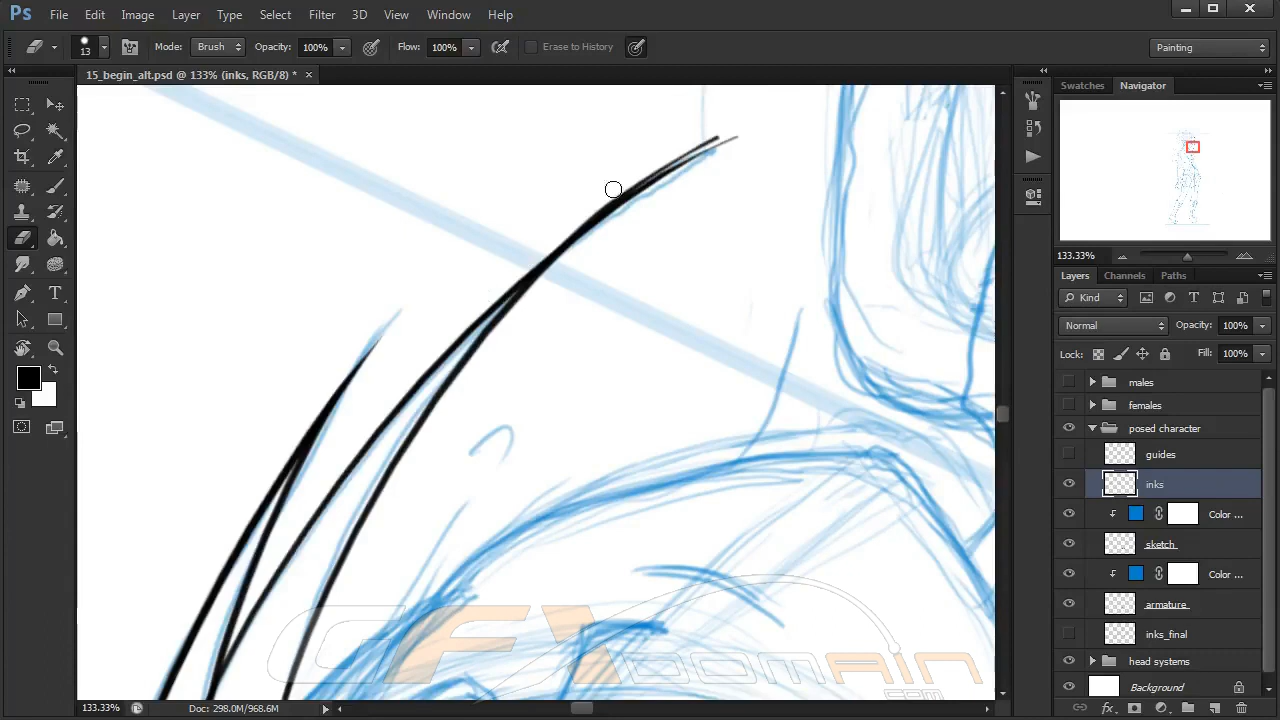 Ps File Edit Image Layer Type Select Filter 3D View Window Help
13 Mode: Brush Opacity: 100% Flow: 100% Erase to History Painting
15_begin_alt.psd @ 133% (inks, RGB/8) * ×
Swatches Navigator
133.33%
Layers Channels Paths
Kind
Normal Opacity: 100%
Lock: Fill: 100%
males
females
posed character
guides
inks
Color ...
sketch
Color ...
armature
inks_final
head systems
Background
GFXDOMAIN
.COM
133.33% Doc: 298.0M/968.6M